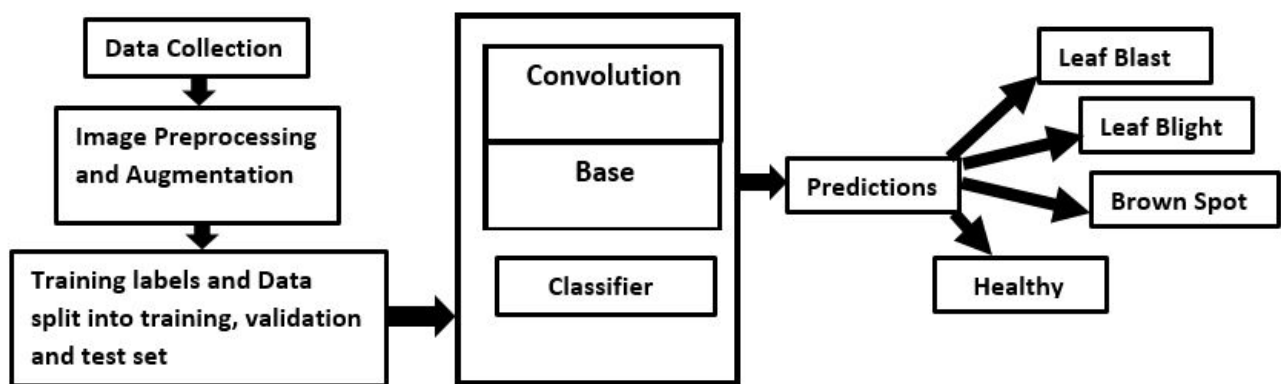 Data Collection
Image Preprocessing
and Augmentation
Training labels and Data
split into training, validation
and test set
Convolution
Base
Classifier
Predictions
Leaf Blast
Leaf Blight
Brown Spot
Healthy